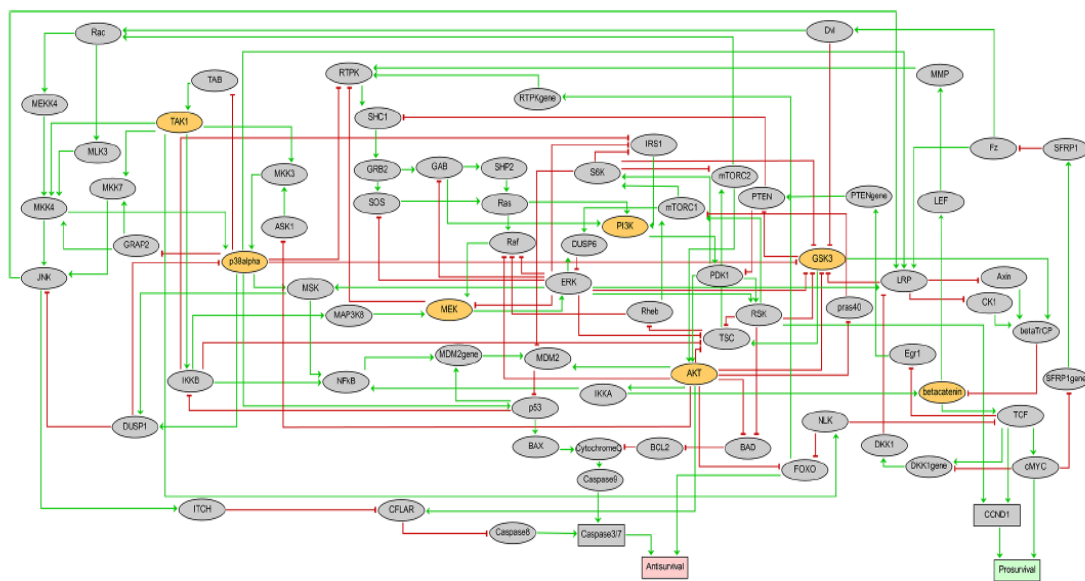 Rac
Dvl
TAB
RTPK
MMP
MEKK4
RTPKgene
TAK1
SHC1
IRS1
Fz
SFRP1
MLK3
MKK3
GRB2
GAB
SHP2
S6K
mTORC2
MKK7
PTEN
PTENgene
MKK4
SOS
Ras
mTORC1
LEF
ASK1
PI3K
GRAP2
Raf
DUSP6
p38alpha
GSK3
JNK
MSK
ERK
PDK1
LRP
Axin
MEK
Rheb
pras40
CK1
MAP3K8
RSK
TSC
betaTrCP
MDM2gene
MDM2
Egr1
IKKB
NFkB
AKT
SFRP1gene
IKKA
betacatenin
p53
DUSP1
NLK
TCF
BAX
CytochromeC
BCL2
BAD
DKK1
FOXO
DKK1gene
cMYC
Caspase9
ITCH
CFLAR
CCND1
Caspase8
Caspase3/7
Antisurvival
Prosurvival